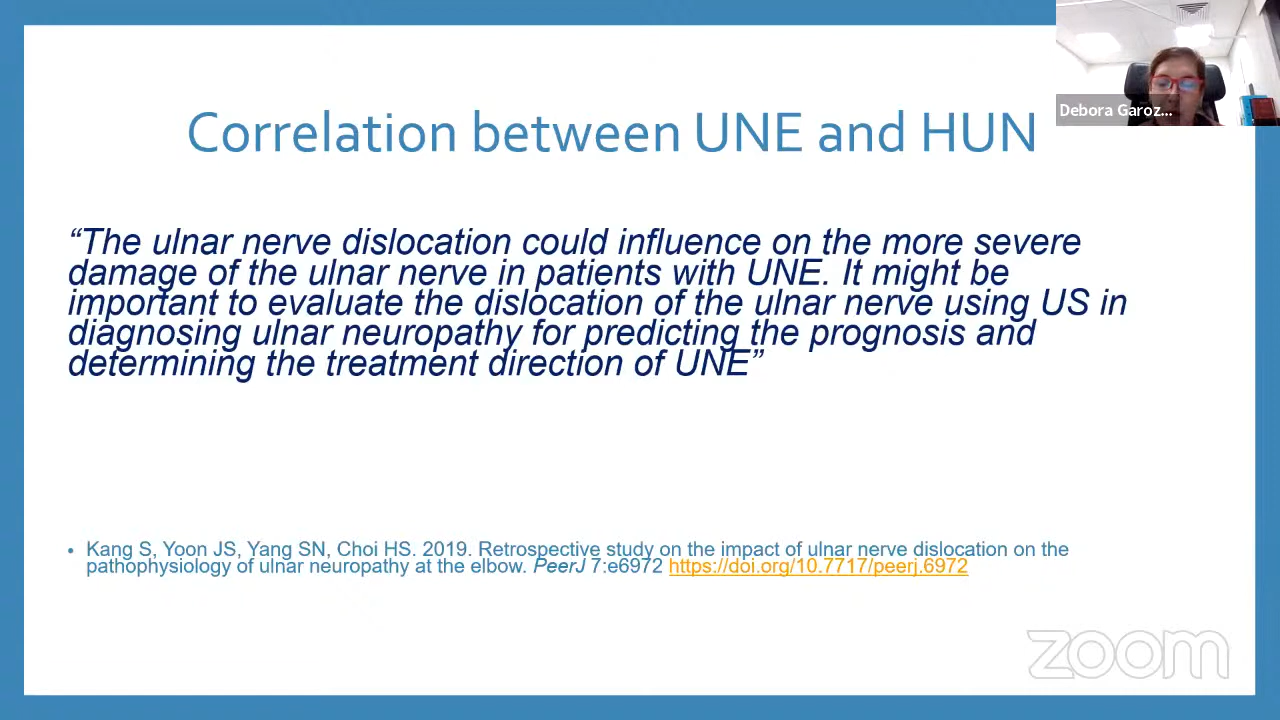 Correlation between UNE and HUN
Debora Garoz...
“The ulnar nerve dislocation could influence on the more severe
damage of the ulnar nerve in patients with UNE. It might be
important to evaluate the dislocation of the ulnar nerve using US in
diagnosing ulnar neuropathy for predicting the prognosis and
determining the treatment direction of UNE”
• Kang S, Yoon JS, Yang SN, Choi HS. 2019. Retrospective study on the impact of ulnar nerve dislocation on the
pathophysiology of ulnar neuropathy at the elbow. PeerJ 7:e6972 https://doi.org/10.7717/peerj.6972
zoom